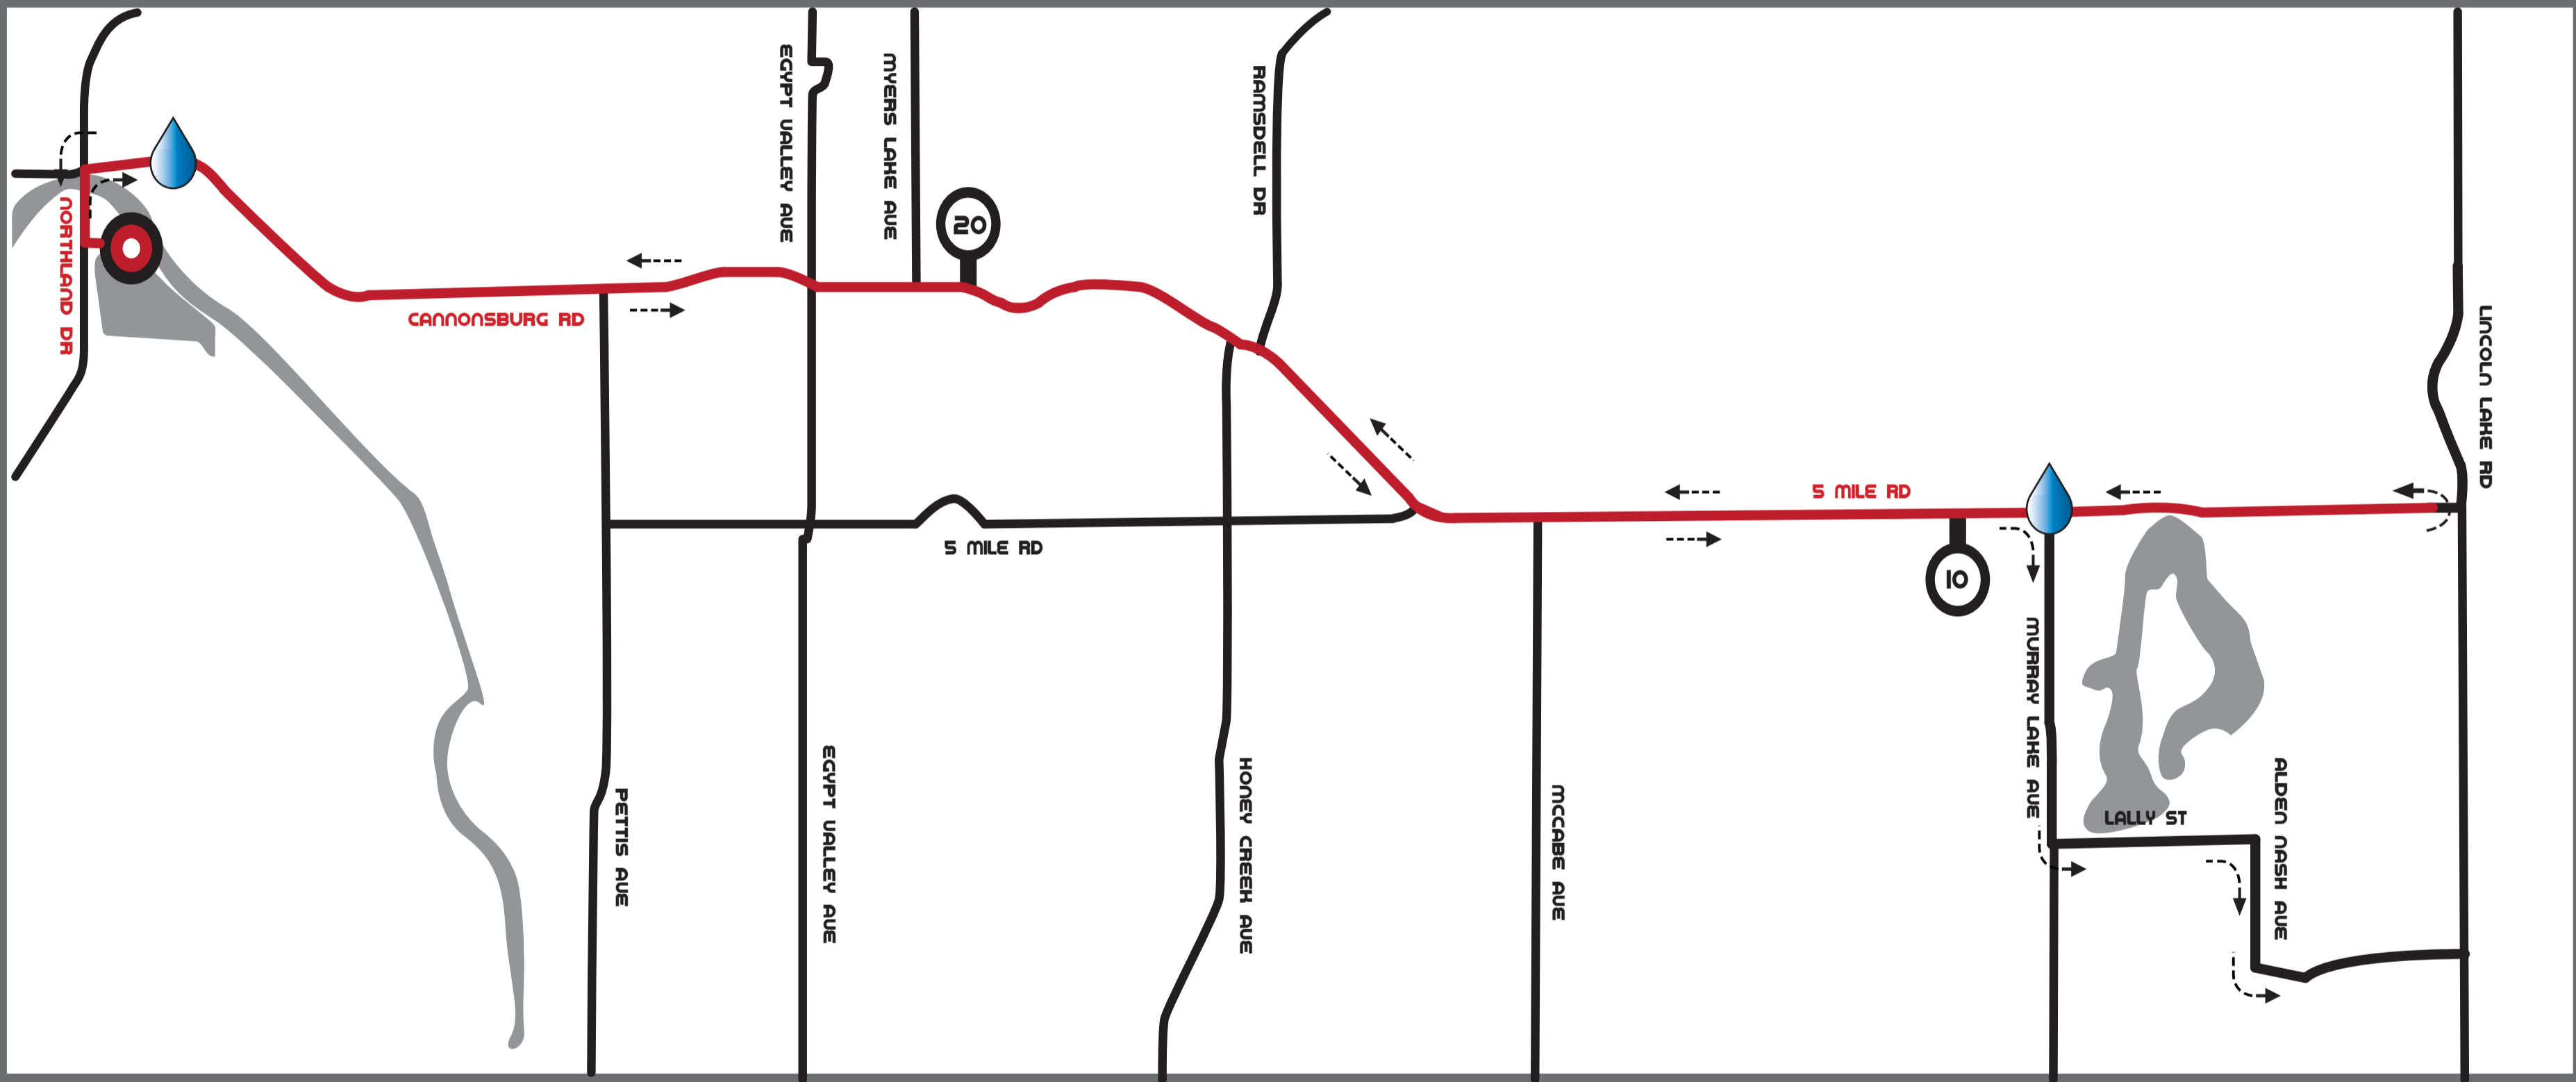 EGYPT VALLEY AVE
MYERS LAKE AVE
RAMSDELL DR
NORTHLAND DR
20
CANNONSBURG RD
LINCOLN LAKE RD
5 MILE RD
5 MILE RD
10
MURRAY LAKE AVE
PETTIS AVE
EGYPT VALLEY AVE
HONEY CREEK AVE
MCCABE AVE
LALLY ST
ALDEN NASH AVE